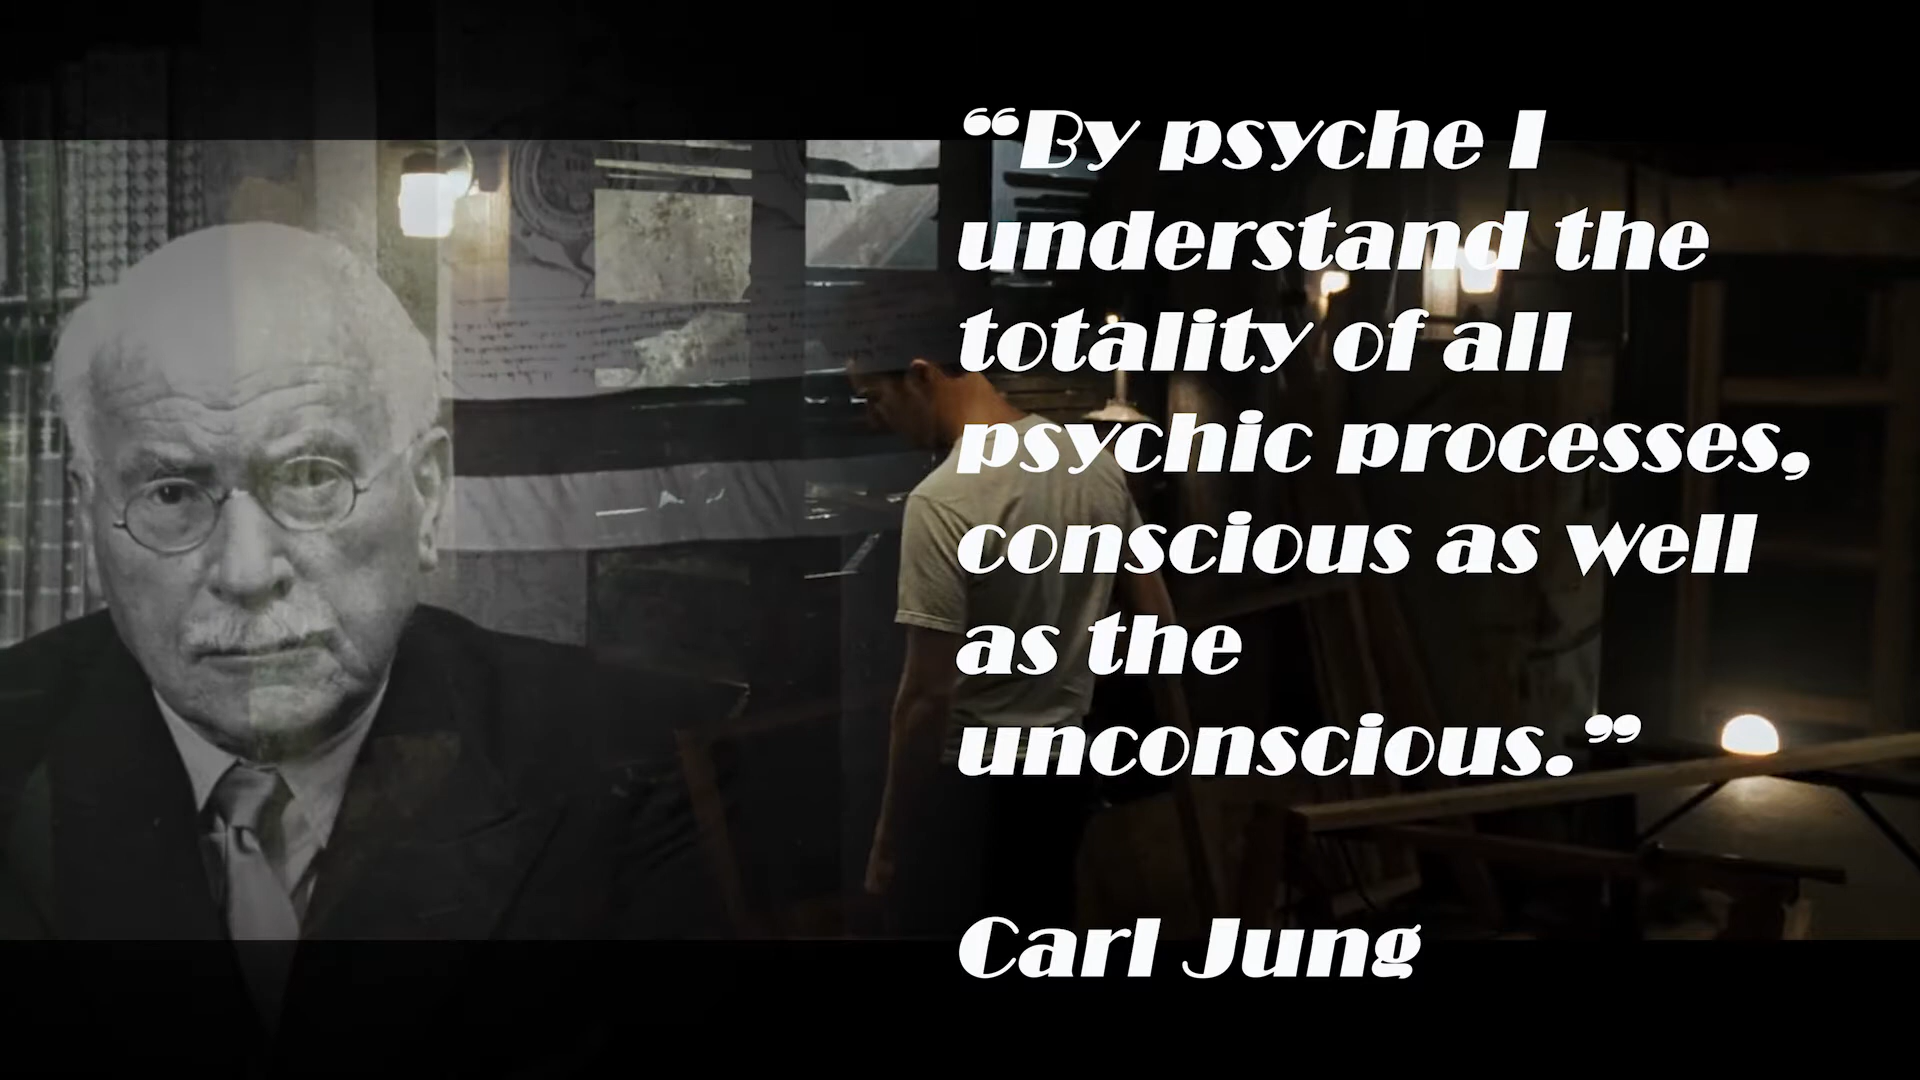 “By psyche I
understand the
totality of all
psychic processes,
conscious as well
as the
unconscious.”
Carl Jung